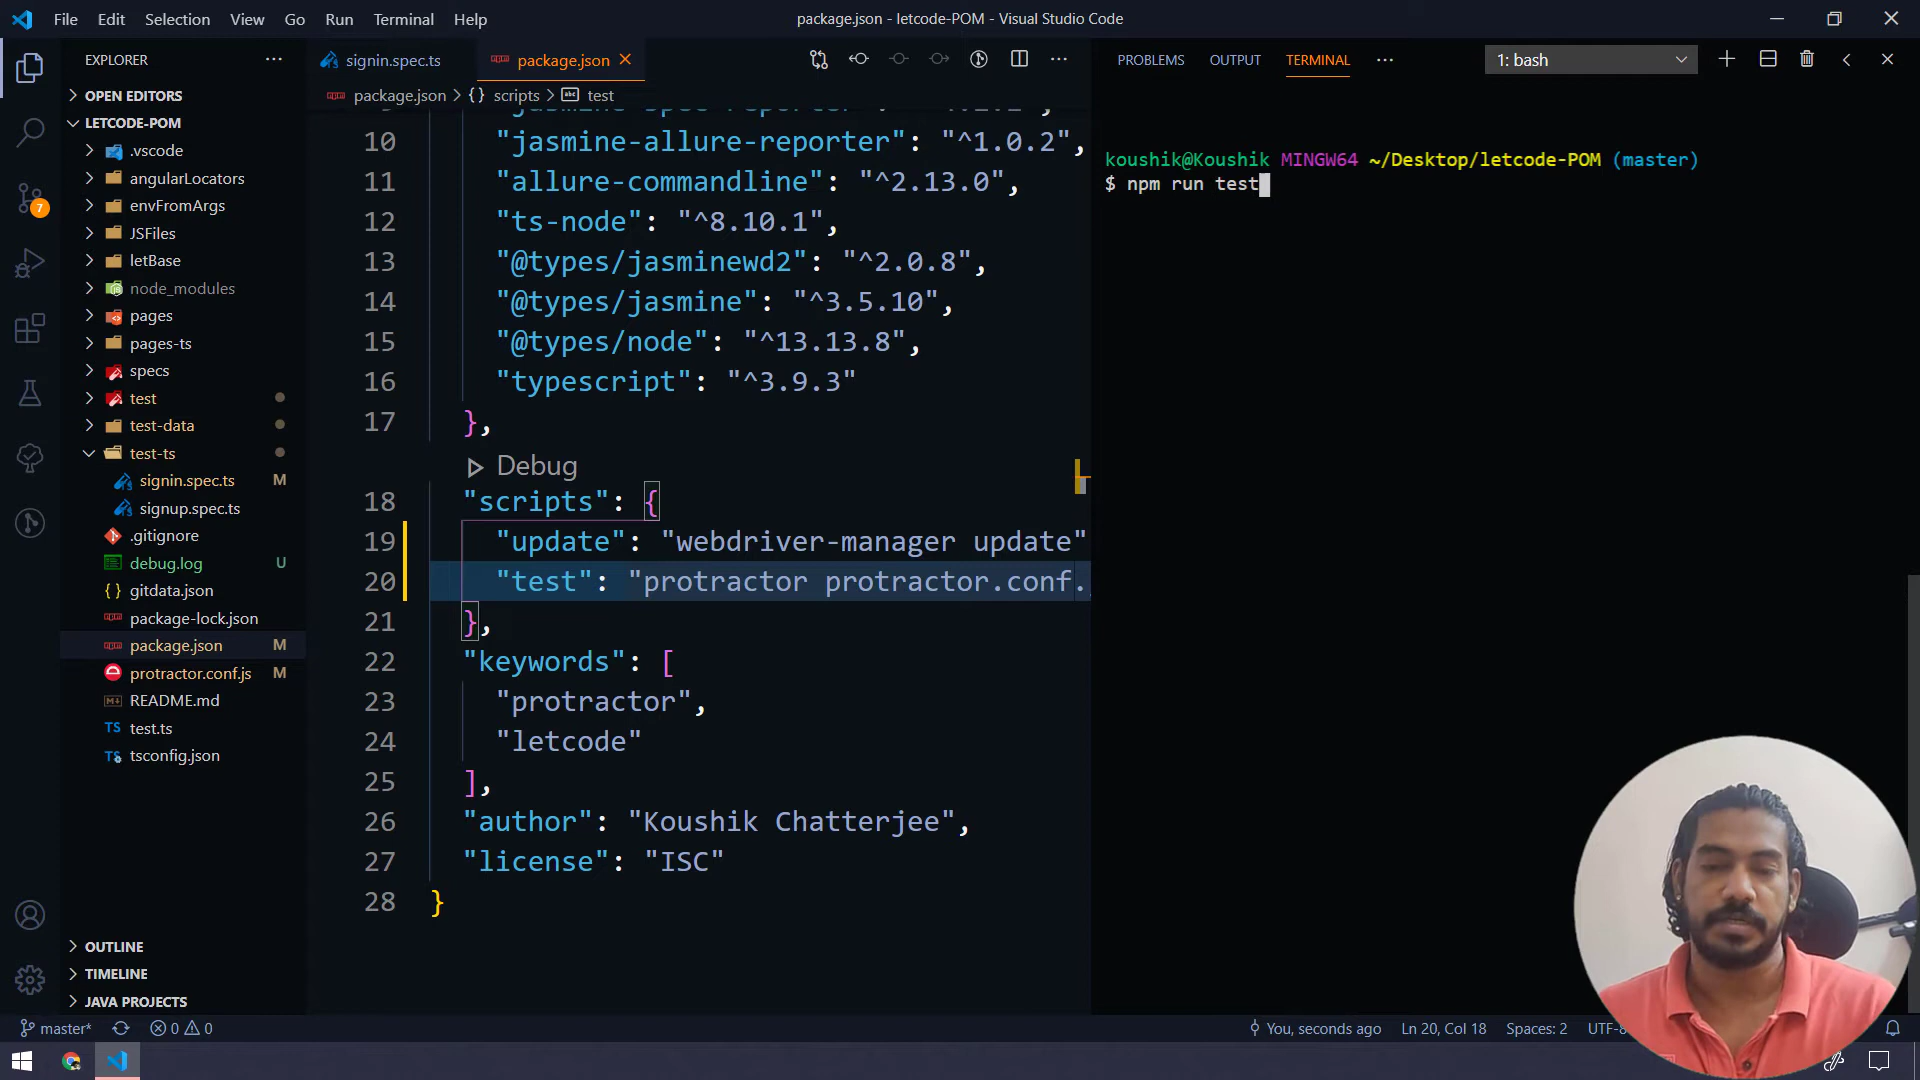 File Edit Selection View Go Run Terminal Help
package.json - letcode-POM - Visual Studio Code
EXPLORER
OPEN EDITORS
LETCODE-POM
.vscode
angularLocators
envFromArgs
JSFiles
letBase
node_modules
pages
pages-ts
specs
test
test-data
test-ts
signin.spec.ts M
signup.spec.ts
.gitignore
debug.log U
gitdata.json
package-lock.json
package.json M
protractor.conf.js M
README.md
TS test.ts
tsconfig.json
OUTLINE
TIMELINE
JAVA PROJECTS
7
signin.spec.ts package.json
package.json > {} scripts > test
10 "jasmine-allure-reporter": "^1.0.2",
11 "allure-commandline": "^2.13.0",
12 "ts-node": "^8.10.1",
13 "@types/jasminewd2": "^2.0.8",
14 "@types/jasmine": "^3.5.10",
15 "@types/node": "^13.13.8",
16 "typescript": "^3.9.3"
17 },
Debug
18 "scripts": {
19 "update": "webdriver-manager update"
20 "test": "protractor protractor.conf.
21 },
22 "keywords": [
23 "protractor",
24 "letcode"
25 ],
26 "author": "Koushik Chatterjee",
27 "license": "ISC"
28 }
PROBLEMS OUTPUT TERMINAL 1: bash
koushik@Koushik MINGW64 ~/Desktop/letcode-POM (master)
$ npm run test
master* 0 0 You, seconds ago Ln 20, Col 18 Spaces: 2 UTF-8